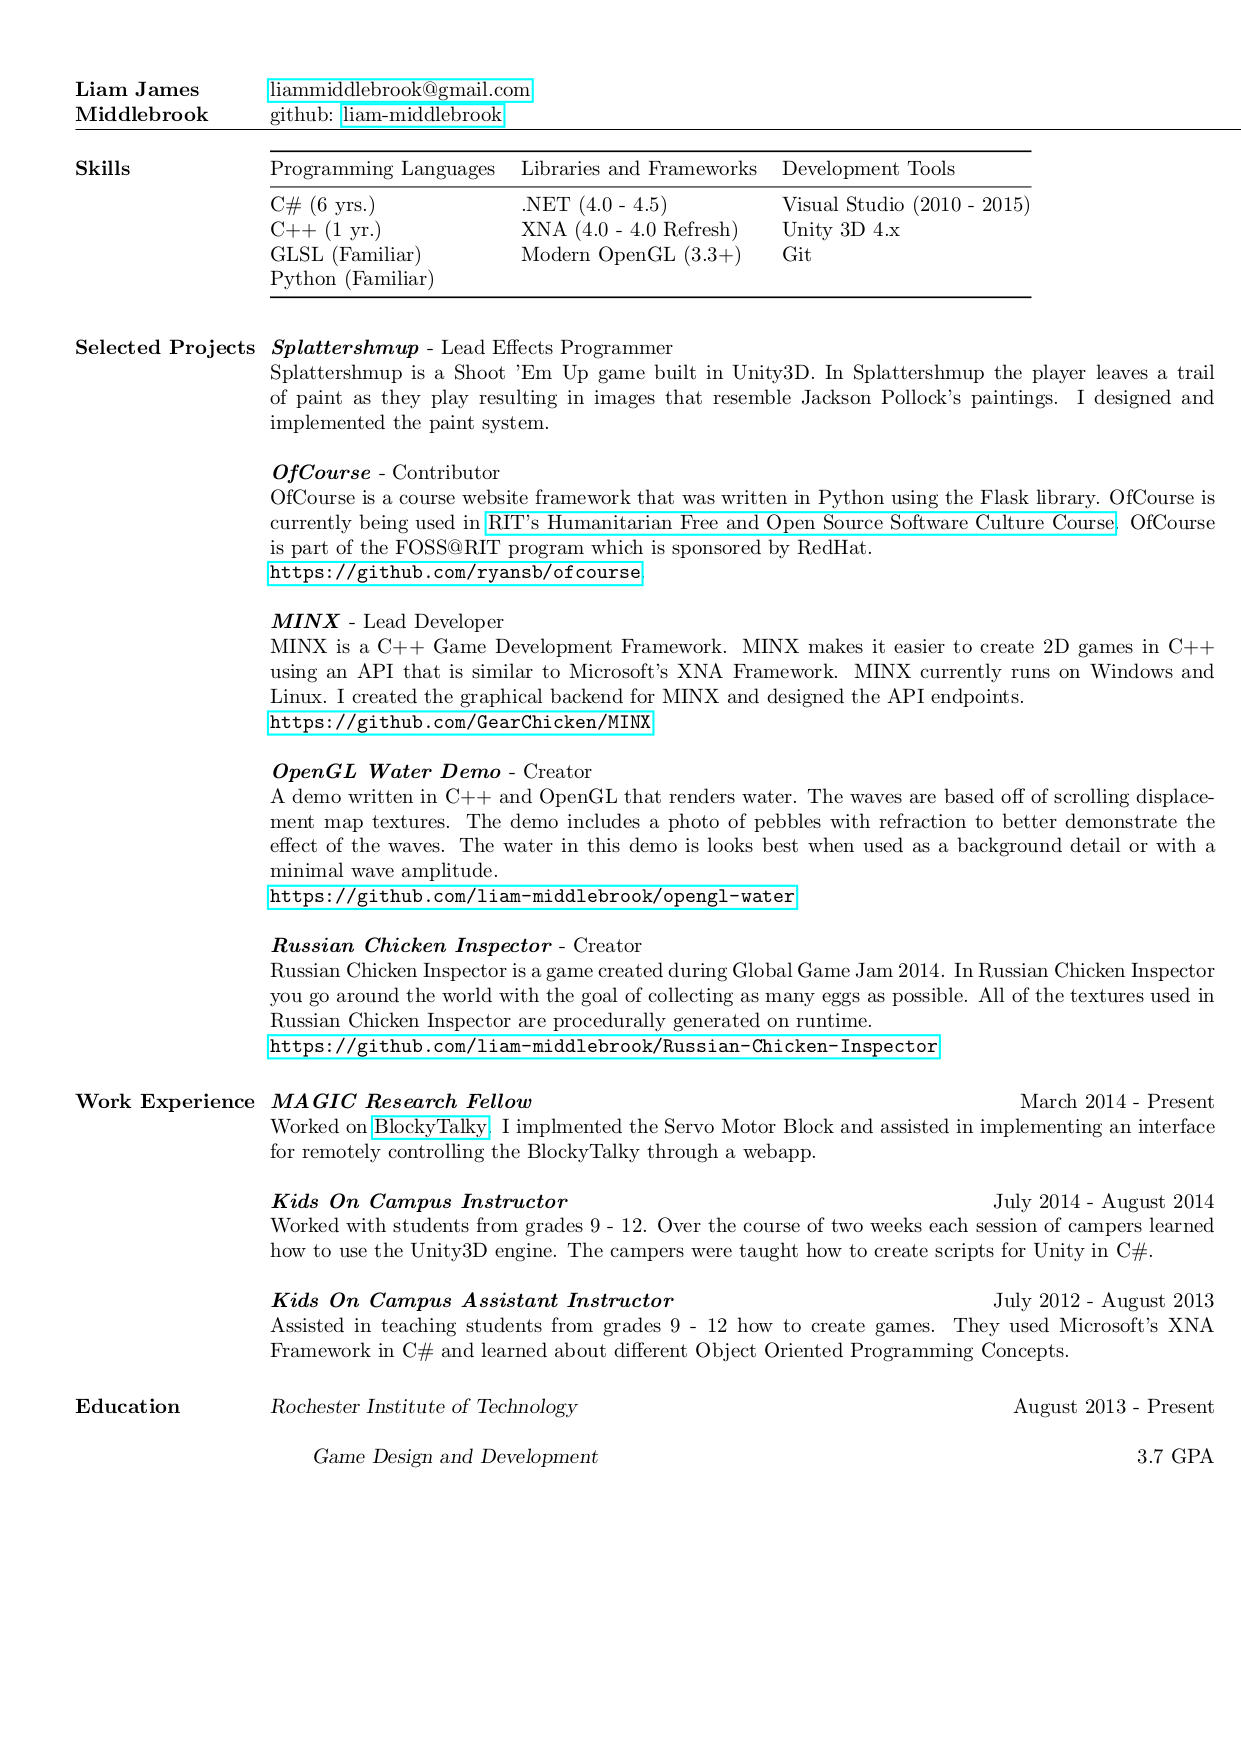 Liam James liammiddlebrook@gmail.com
Middlebrook github: liam-middlebrook
Skills
Programming Languages Libraries and Frameworks Development Tools
C# (6 yrs.) .NET (4.0 - 4.5) Visual Studio (2010 - 2015)
C++ (1 yr.) XNA (4.0 - 4.0 Refresh) Unity 3D 4.x
GLSL (Familiar) Modern OpenGL (3.3+) Git
Python (Familiar)
Selected Projects Splattershmup - Lead Effects Programmer
Splattershmup is a Shoot 'Em Up game built in Unity3D. In Splattershmup the player leaves a trail
of paint as they play resulting in images that resemble Jackson Pollock's paintings. I designed and
implemented the paint system.
OfCourse - Contributor
OfCourse is a course website framework that was written in Python using the Flask library. OfCourse is
currently being used in RIT's Humanitarian Free and Open Source Software Culture Course. OfCourse
is part of the FOSS@RIT program which is sponsored by RedHat.
https://github.com/ryansb/ofcourse
MINX - Lead Developer
MINX is a C++ Game Development Framework. MINX makes it easier to create 2D games in C++
using an API that is similar to Microsoft's XNA Framework. MINX currently runs on Windows and
Linux. I created the graphical backend for MINX and designed the API endpoints.
https://github.com/GearChicken/MINX
OpenGL Water Demo - Creator
A demo written in C++ and OpenGL that renders water. The waves are based off of scrolling displace-
ment map textures. The demo includes a photo of pebbles with refraction to better demonstrate the
effect of the waves. The water in this demo is looks best when used as a background detail or with a
minimal wave amplitude.
https://github.com/liam-middlebrook/opengl-water
Russian Chicken Inspector - Creator
Russian Chicken Inspector is a game created during Global Game Jam 2014. In Russian Chicken Inspector
you go around the world with the goal of collecting as many eggs as possible. All of the textures used in
Russian Chicken Inspector are procedurally generated on runtime.
https://github.com/liam-middlebrook/Russian-Chicken-Inspector
Work Experience MAGIC Research Fellow March 2014 - Present
Worked on BlockyTalky. I implmented the Servo Motor Block and assisted in implementing an interface
for remotely controlling the BlockyTalky through a webapp.
Kids On Campus Instructor July 2014 - August 2014
Worked with students from grades 9 - 12. Over the course of two weeks each session of campers learned
how to use the Unity3D engine. The campers were taught how to create scripts for Unity in C#.
Kids On Campus Assistant Instructor July 2012 - August 2013
Assisted in teaching students from grades 9 - 12 how to create games. They used Microsoft's XNA
Framework in C# and learned about different Object Oriented Programming Concepts.
Education Rochester Institute of Technology August 2013 - Present
Game Design and Development 3.7 GPA